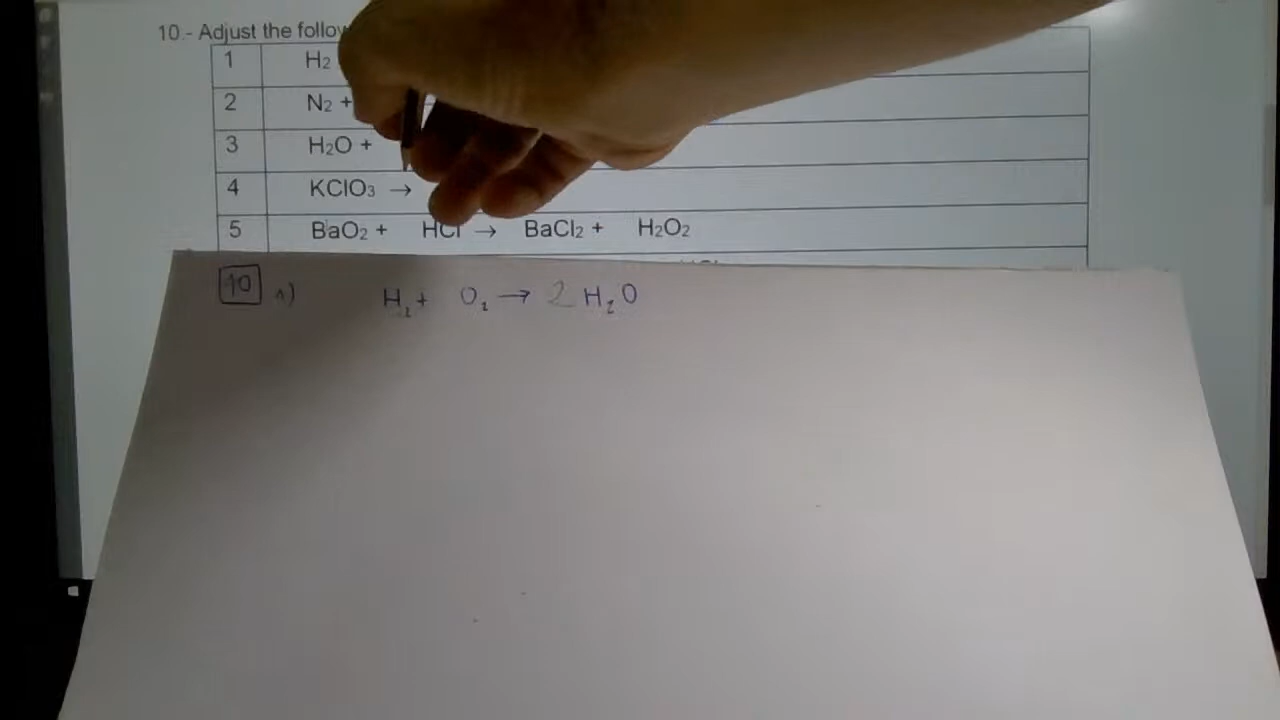 10.- Adjust the follow
1 H₂
2 N₂ +
3 H₂O +
4 KClO₃ →
5 BaO₂ + HCl → BaCl₂ + H₂O₂
10 1) H₂ + O₂ → 2 H₂O